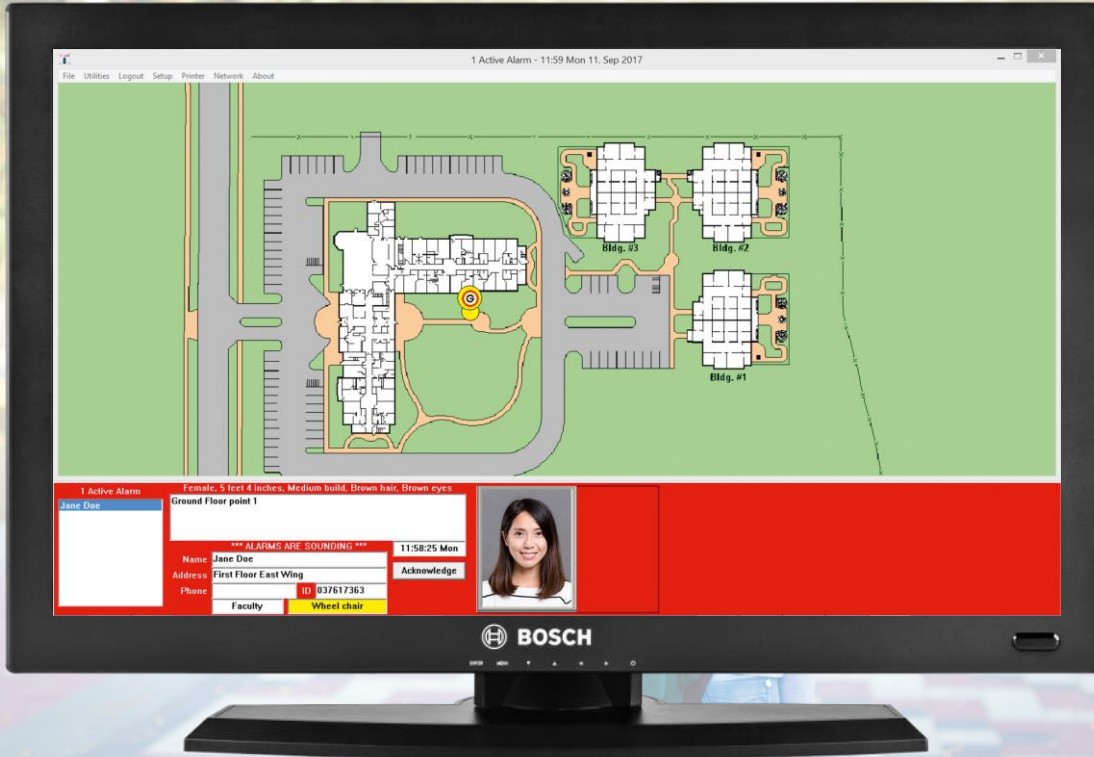 1 Active Alarm - 11:59 Mon 11. Sep 2017
File Utilities Logout Setup Printer Network About
Bldg. #3
Bldg. #2
G
Bldg. #1
1 Active Alarm
Jane Doe
Female, 5 feet 4 inches, Medium build, Brown hair, Brown eyes
Ground Floor point 1
*** ALARMS ARE SOUNDING ***
11:58:25 Mon
Name Jane Doe
Acknowledge
Address First Floor East Wing
Phone ID 037617363
Faculty Wheel chair
BOSCH
ENTER MENU